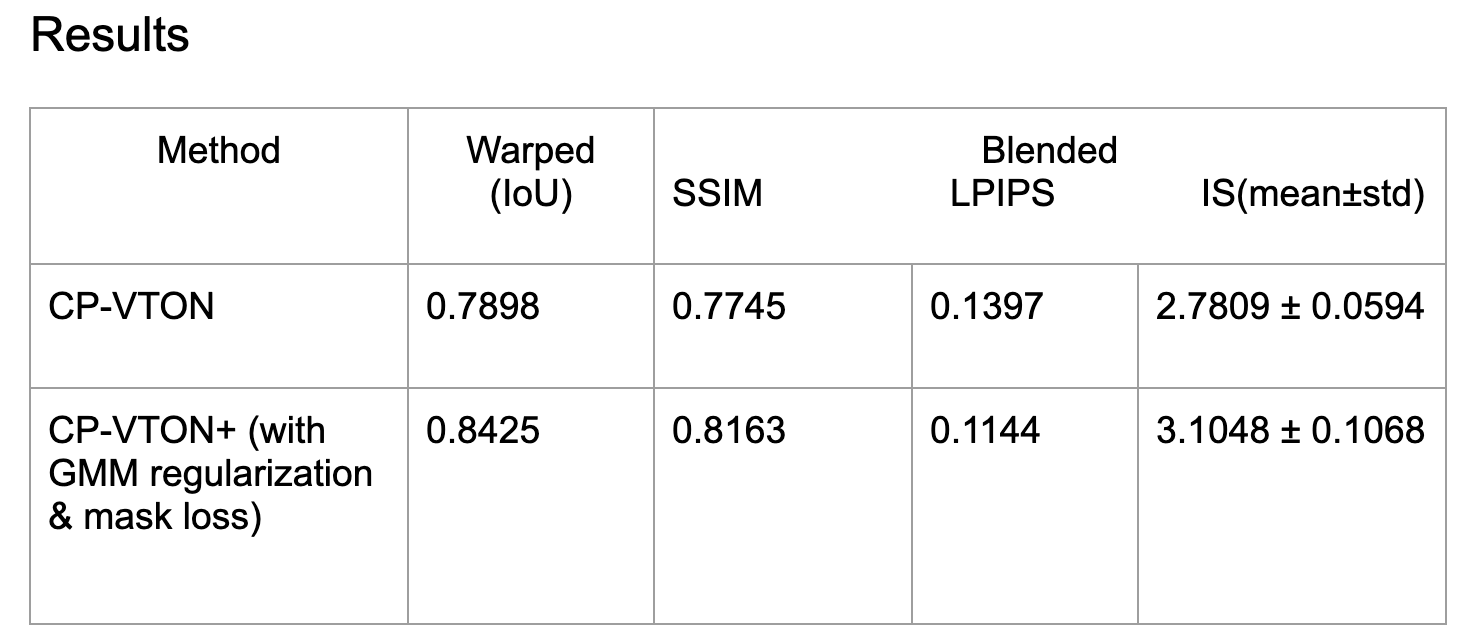 Results
Method
Warped
(IoU)
Blended
SSIM LPIPS IS(mean±std)
CP-VTON 0.7898 0.7745 0.1397 2.7809 ± 0.0594
CP-VTON+ (with 0.8425 0.8163 0.1144 3.1048 ± 0.1068
GMM regularization
& mask loss)